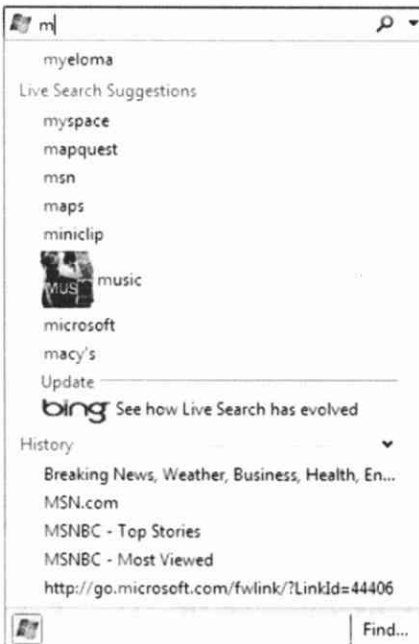 m
myeloma
Live Search Suggestions
myspace
mapquest
msn
maps
miniclip
MUS music
microsoft
macy's
Update
bing See how Live Search has evolved
History
Breaking News, Weather, Business, Health, En...
MSN.com
MSNBC - Top Stories
MSNBC - Most Viewed
http://go.microsoft.com/fwlink/?LinkId=44406
Find...